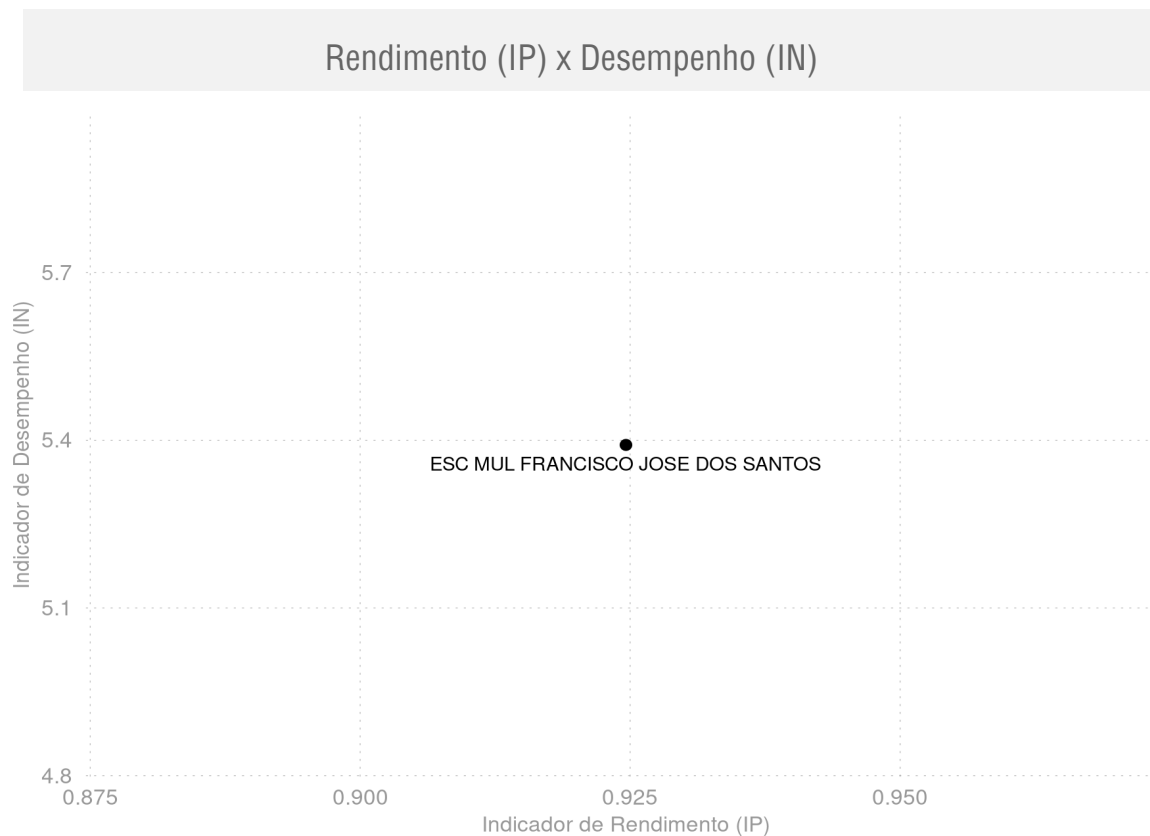 Rendimento (IP) x Desempenho (IN)
5.7
5.4
5.1
4.8
Indicador de Desempenho (IN)
ESC MUL FRANCISCO JOSE DOS SANTOS
0.875 0.900 0.925 0.950
Indicador de Rendimento (IP)